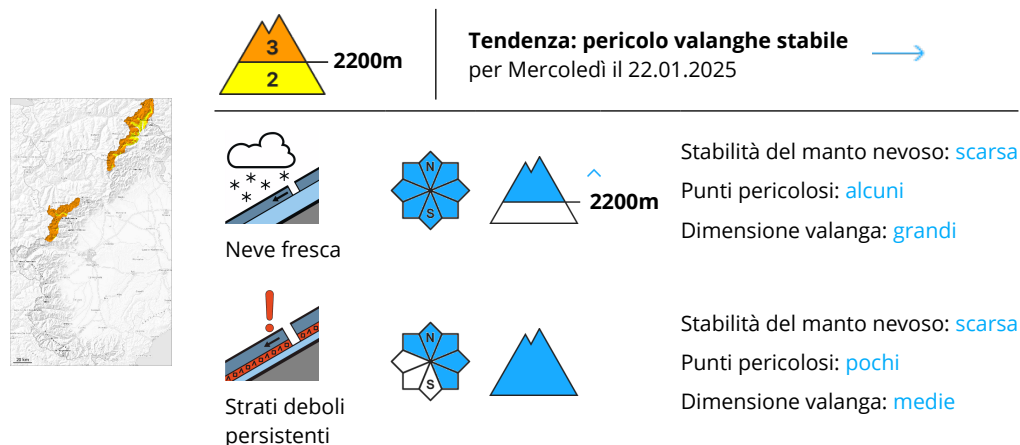 3
2200m
2
Tendenza: pericolo valanghe stabile
per Mercoledì il 22.01.2025
N
S
2200m
Stabilità del manto nevoso: scarsa
Punti pericolosi: alcuni
Dimensione valanga: grandi
Neve fresca
N
S
Stabilità del manto nevoso: scarsa
Punti pericolosi: pochi
Dimensione valanga: medie
Strati deboli
persistenti
20 km